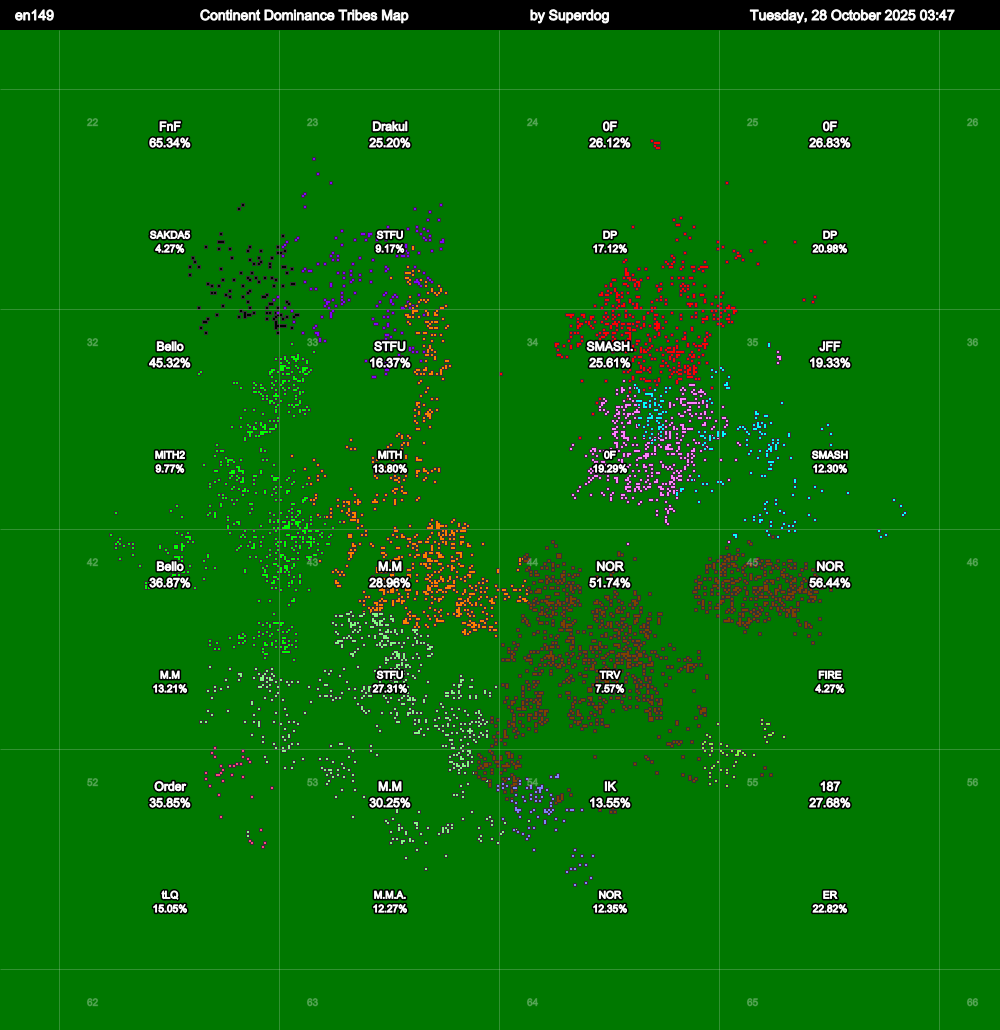 en149 Continent Dominance Tribes Map by Superdog Tuesday, 28 October 2025 03:47
22 23 24 25 26
FnF Drakul 0F 0F
65.34% 25.20% 26.12% 26.83%
SAKDA5 STFU DP DP
4.27% 9.17% 17.12% 20.98%
32 33 34 35 36
Bello STFU SMASH. JFF
45.32% 16.37% 25.61% 19.33%
MITH2 MITH 0F SMASH
9.77% 13.80% 19.29% 12.30%
42 43 44 45 46
Bello M.M NOR NOR
36.87% 28.96% 51.74% 56.44%
M.M STFU TRV FIRE
13.21% 27.31% 7.57% 4.27%
52 53 54 55 56
Order M.M IK 187
35.85% 30.25% 13.55% 27.68%
tLQ M.M.A. NOR ER
15.05% 12.27% 12.35% 22.82%
62 63 64 65 66